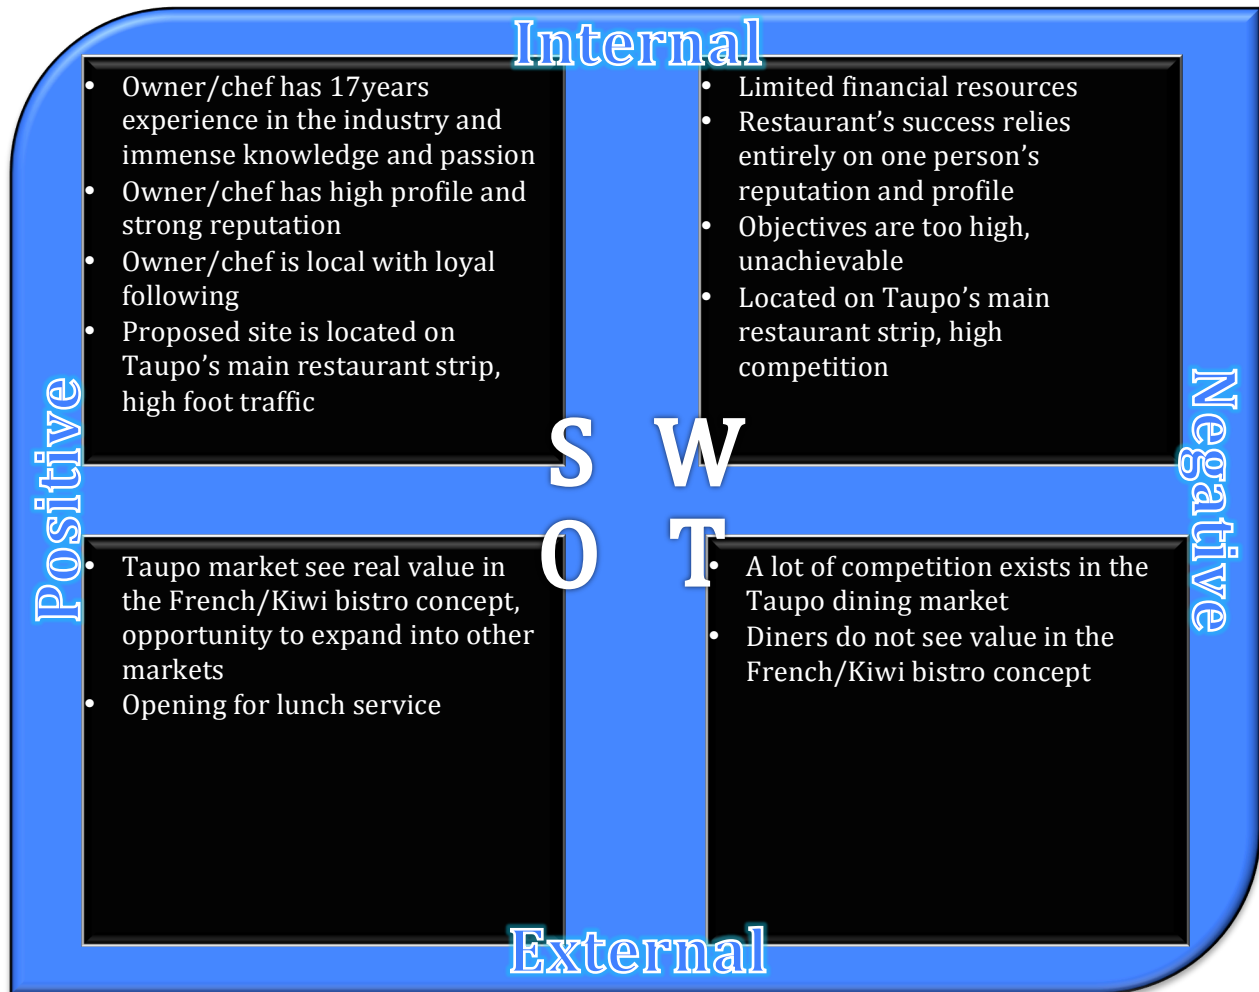 Internal
• Owner/chef has 17years
experience in the industry and
immense knowledge and passion
• Owner/chef has high profile and
strong reputation
• Owner/chef is local with loyal
following
• Proposed site is located on
Taupo’s main restaurant strip,
high foot traffic
• Limited financial resources
• Restaurant’s success relies
entirely on one person’s
reputation and profile
• Objectives are too high,
unachievable
• Located on Taupo’s main
restaurant strip, high
competition
Positive
Negative
S W
O T
• Taupo market see real value in
the French/Kiwi bistro concept,
opportunity to expand into other
markets
• Opening for lunch service
• A lot of competition exists in the
Taupo dining market
• Diners do not see value in the
French/Kiwi bistro concept
External